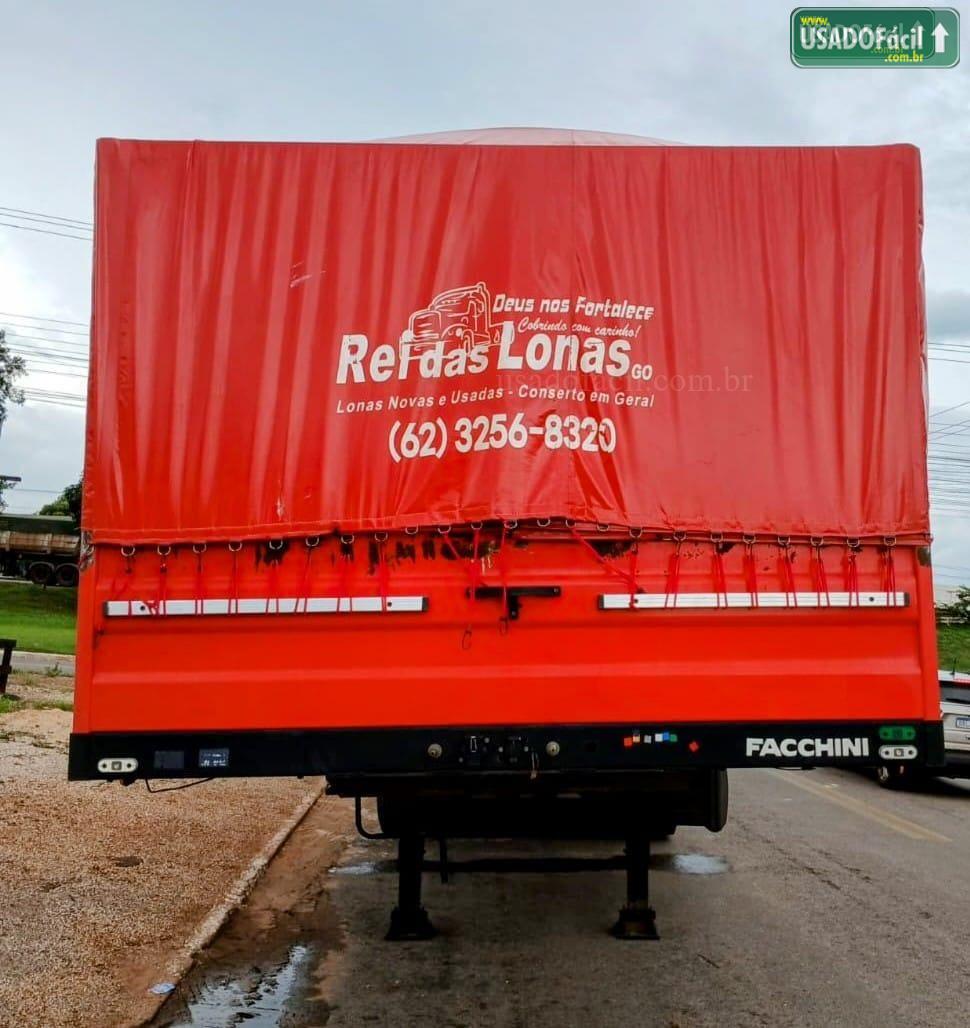 www.
USADOFácil
.com.br
Deus nos Fortalece
Cobrindo com carinho!
Rei das Lonas GO
usadofacil.com.br
Lonas Novas e Usadas - Conserto em Geral
(62) 3256-8320
FACCHINI